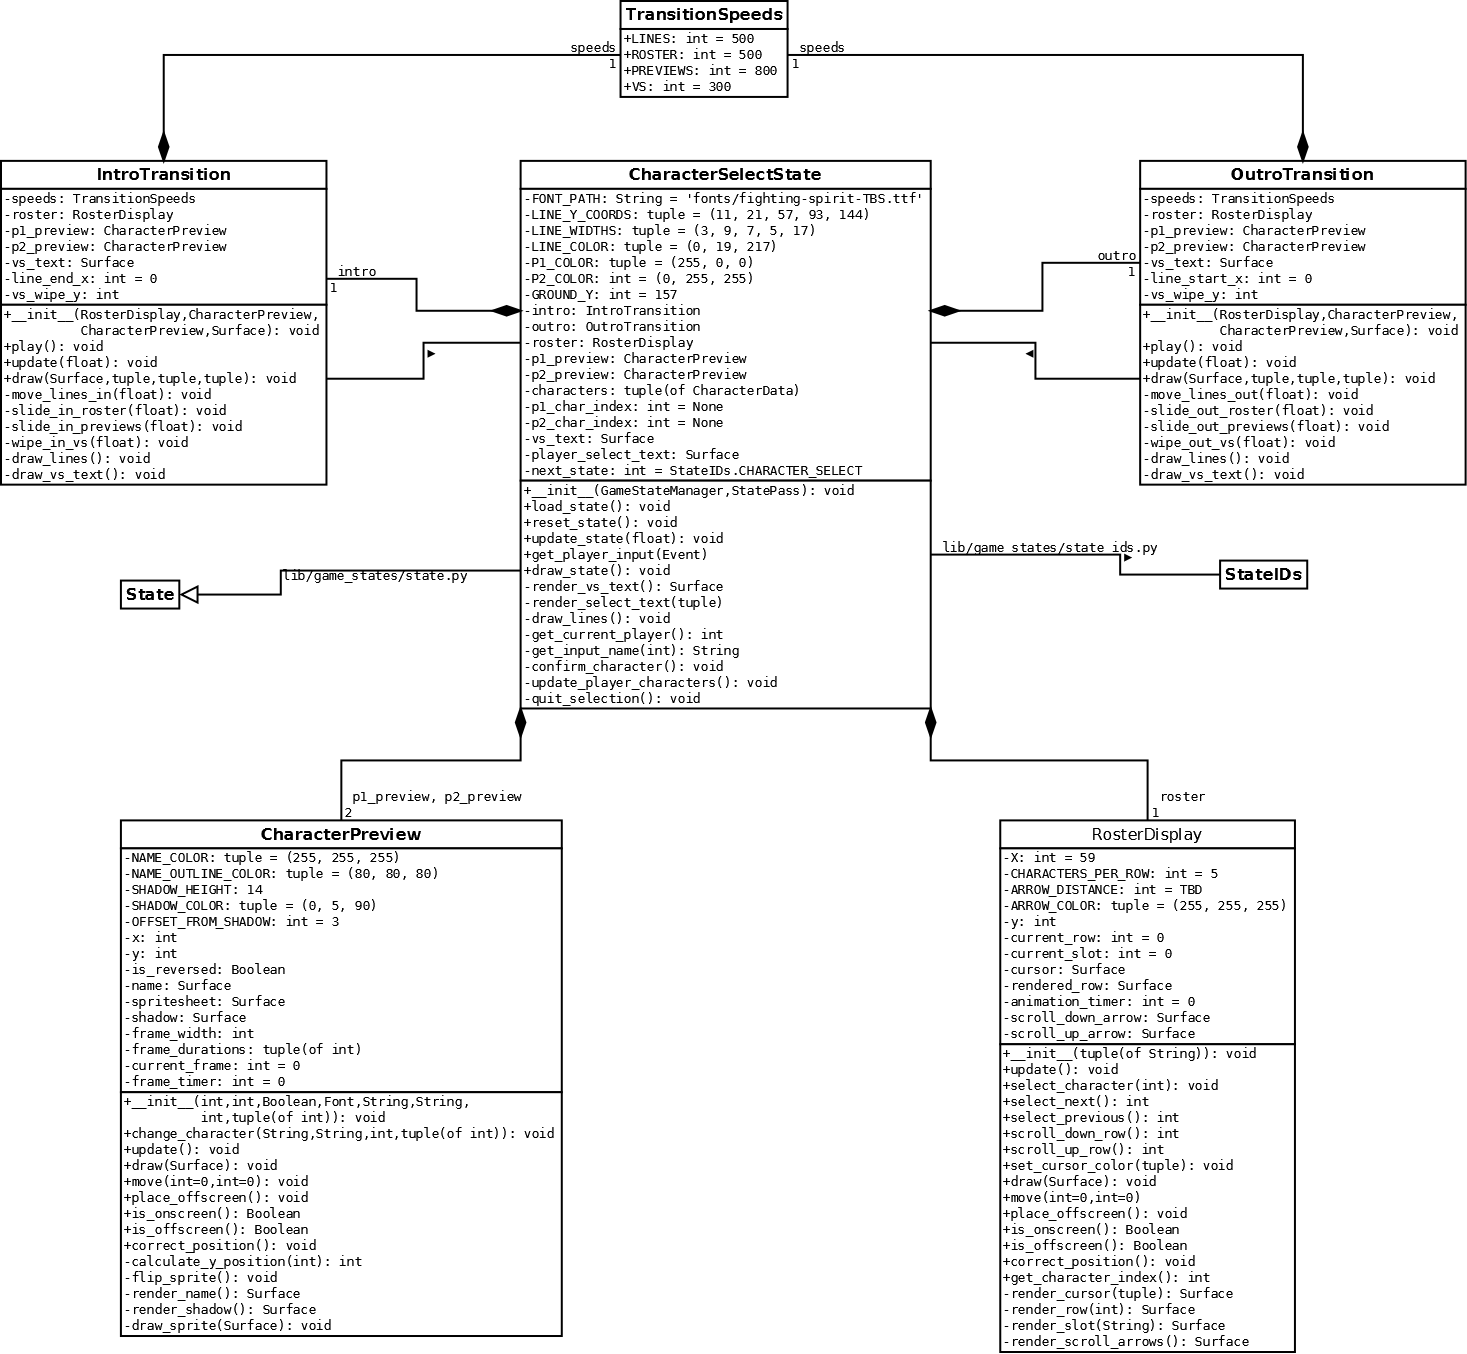 TransitionSpeeds
+LINES: int = 500
+ROSTER: int = 500
+PREVIEWS: int = 800
+VS: int = 300
speeds
1
speeds
1
IntroTransition
-speeds: TransitionSpeeds
-roster: RosterDisplay
-p1_preview: CharacterPreview
-p2_preview: CharacterPreview
-vs_text: Surface
-line_end_x: int = 0
-vs_wipe_y: int
+__init__(RosterDisplay,CharacterPreview,
CharacterPreview,Surface): void
+play(): void
+update(float): void
+draw(Surface,tuple,tuple,tuple): void
-move_lines_in(float): void
-slide_in_roster(float): void
-slide_in_previews(float): void
-wipe_in_vs(float): void
-draw_lines(): void
-draw_vs_text(): void
intro
1
CharacterSelectState
-FONT_PATH: String = 'fonts/fighting-spirit-TBS.ttf'
-LINE_Y_COORDS: tuple = (11, 21, 57, 93, 144)
-LINE_WIDTHS: tuple = (3, 9, 7, 5, 17)
-LINE_COLOR: tuple = (0, 19, 217)
-P1_COLOR: tuple = (255, 0, 0)
-P2_COLOR: int = (0, 255, 255)
-GROUND_Y: int = 157
-intro: IntroTransition
-outro: OutroTransition
-roster: RosterDisplay
-p1_preview: CharacterPreview
-p2_preview: CharacterPreview
-characters: tuple(of CharacterData)
-p1_char_index: int = None
-p2_char_index: int = None
-vs_text: Surface
-player_select_text: Surface
-next_state: int = StateIDs.CHARACTER_SELECT
+__init__(GameStateManager,StatePass): void
+load_state(): void
+reset_state(): void
+update_state(float): void
+get_player_input(Event)
+draw_state(): void
-render_vs_text(): Surface
-render_select_text(tuple)
-draw_lines(): void
-get_current_player(): int
-get_input_name(int): String
-confirm_character(): void
-update_player_characters(): void
-quit_selection(): void
outro
1
OutroTransition
-speeds: TransitionSpeeds
-roster: RosterDisplay
-p1_preview: CharacterPreview
-p2_preview: CharacterPreview
-vs_text: Surface
-line_start_x: int = 0
-vs_wipe_y: int
+__init__(RosterDisplay,CharacterPreview,
CharacterPreview,Surface): void
+play(): void
+update(float): void
+draw(Surface,tuple,tuple,tuple): void
-move_lines_out(float): void
-slide_out_roster(float): void
-slide_out_previews(float): void
-wipe_out_vs(float): void
-draw_lines(): void
-draw_vs_text(): void
State
lib/game_states/state.py
lib/game_states/state_ids.py
StateIDs
p1_preview, p2_preview
2
CharacterPreview
-NAME_COLOR: tuple = (255, 255, 255)
-NAME_OUTLINE_COLOR: tuple = (80, 80, 80)
-SHADOW_HEIGHT: 14
-SHADOW_COLOR: tuple = (0, 5, 90)
-OFFSET_FROM_SHADOW: int = 3
-x: int
-y: int
-is_reversed: Boolean
-name: Surface
-spritesheet: Surface
-shadow: Surface
-frame_width: int
-frame_durations: tuple(of int)
-current_frame: int = 0
-frame_timer: int = 0
+__init__(int,int,Boolean,Font,String,String,
int,tuple(of int)): void
+change_character(String,String,int,tuple(of int)): void
+update(): void
+draw(Surface): void
+move(int=0,int=0): void
+place_offscreen(): void
+is_onscreen(): Boolean
+is_offscreen(): Boolean
+correct_position(): void
-calculate_y_position(int): int
-flip_sprite(): void
-render_name(): Surface
-render_shadow(): Surface
-draw_sprite(Surface): void
roster
1
RosterDisplay
-X: int = 59
-CHARACTERS_PER_ROW: int = 5
-ARROW_DISTANCE: int = TBD
-ARROW_COLOR: tuple = (255, 255, 255)
-y: int
-current_row: int = 0
-current_slot: int = 0
-cursor: Surface
-rendered_row: Surface
-animation_timer: int = 0
-scroll_down_arrow: Surface
-scroll_up_arrow: Surface
+__init__(tuple(of String)): void
+update(): void
+select_character(int): void
+select_next(): int
+select_previous(): int
+scroll_down_row(): int
+scroll_up_row(): int
+set_cursor_color(tuple): void
+draw(Surface): void
+move(int=0,int=0)
+place_offscreen(): void
+is_onscreen(): Boolean
+is_offscreen(): Boolean
+correct_position(): void
+get_character_index(): int
-render_cursor(tuple): Surface
-render_row(int): Surface
-render_slot(String): Surface
-render_scroll_arrows(): Surface